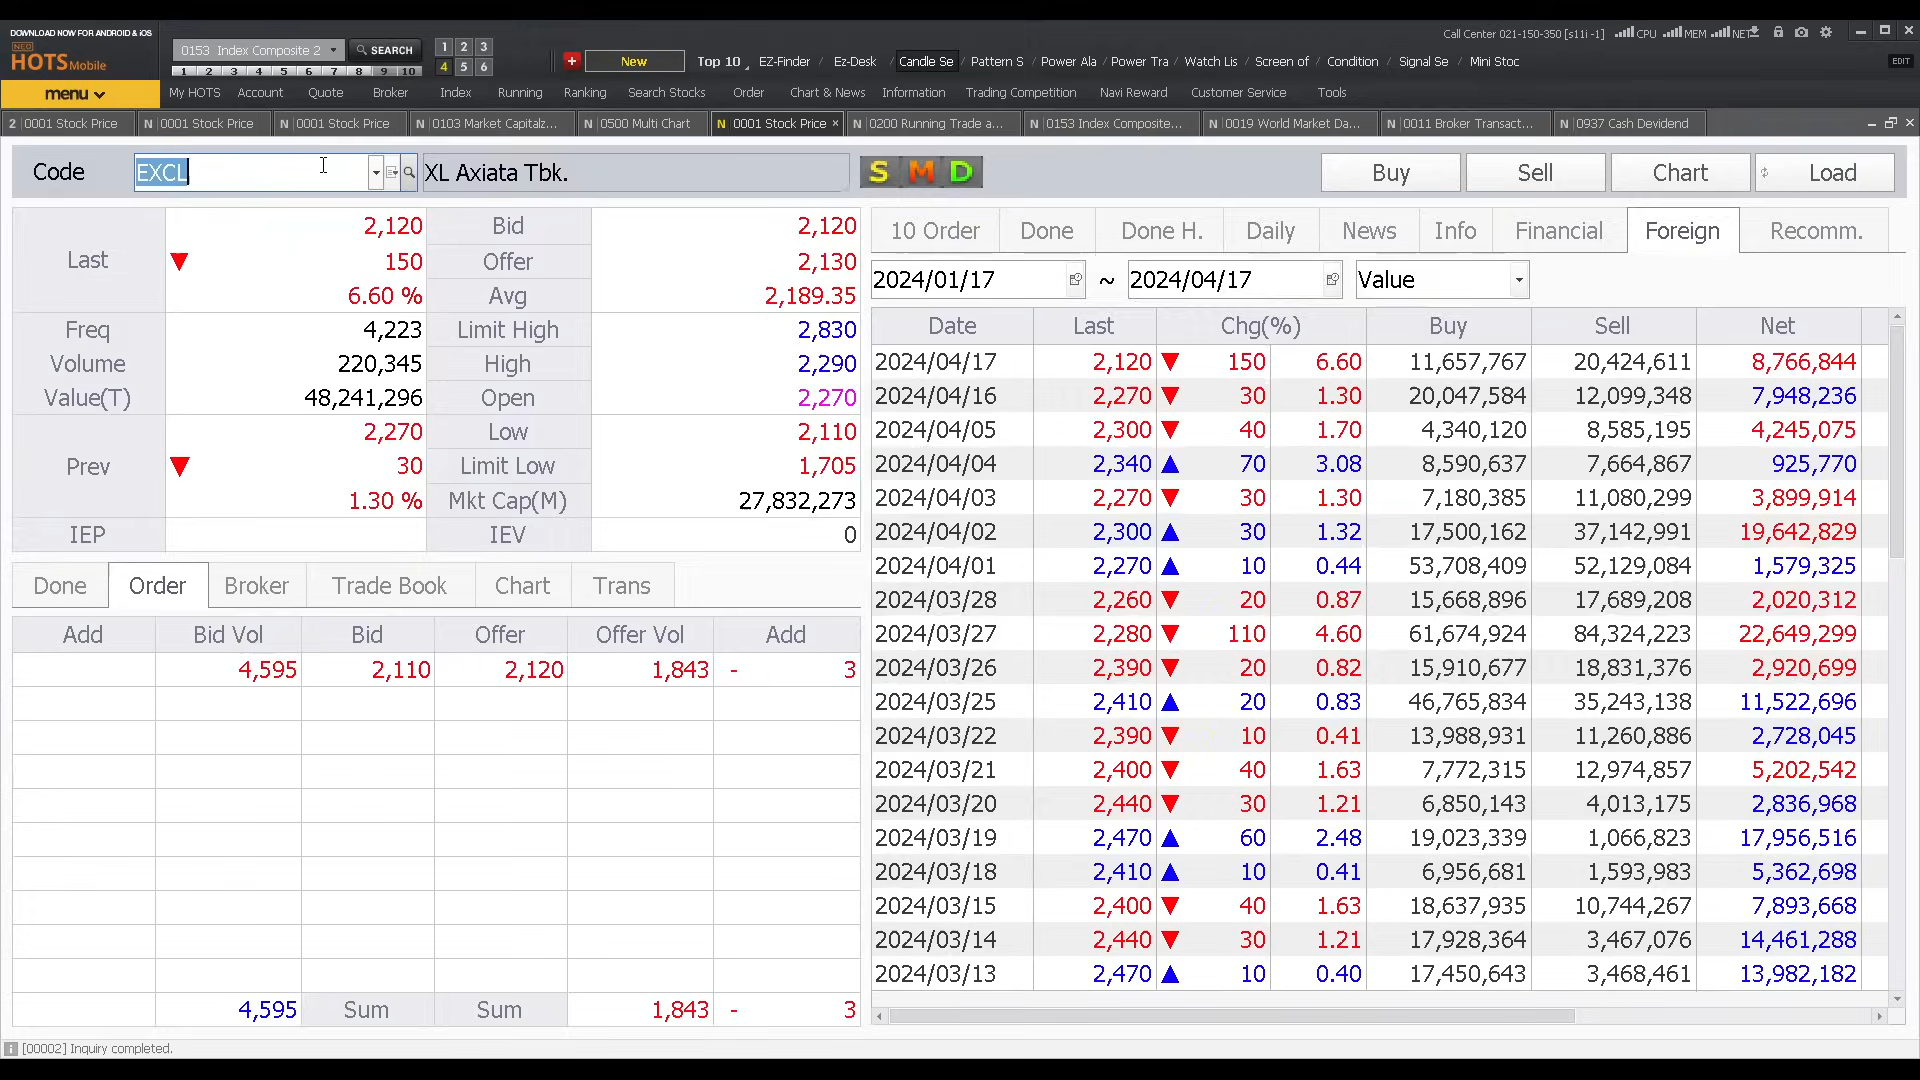 DOWNLOAD NOW FOR ANDROID & iOS
NEO
HOTS Mobile
menu
0153 Index Composite 2
SEARCH
1 2 3 4 5 6 7 8 9 10
1 2 3
4 5 6
New
Top 10
EZ-Finder / Ez-Desk / Candle Se / Pattern S / Power Ala / Power Tra / Watch Lis / Screen of / Condition / Signal Se / Mini Stoc
Call Center 021-150-350 [s11i -1] CPU MEM NET
EDIT
My HOTS Account Quote Broker Index Running Ranking Search Stocks Order Chart & News Information Trading Competition Navi Reward Customer Service Tools
2 0001 Stock Price N 0001 Stock Price N 0001 Stock Price N 0103 Market Capitalz... N 0500 Multi Chart N 0001 Stock Price × N 0200 Running Trade a... N 0153 Index Composite... N 0019 World Market Da... N 0011 Broker Transact... N 0937 Cash Devidend
Code EXCL XL Axiata Tbk. S M D Buy Sell Chart Load
Last 2,120 Bid 2,120
▼ 150 Offer 2,130
6.60 % Avg 2,189.35
Freq 4,223 Limit High 2,830
Volume 220,345 High 2,290
Value(T) 48,241,296 Open 2,270
Prev 2,270 Low 2,110
▼ 30 Limit Low 1,705
1.30 % Mkt Cap(M) 27,832,273
IEP IEV 0
Done Order Broker Trade Book Chart Trans
Add Bid Vol Bid Offer Offer Vol Add
4,595 2,110 2,120 1,843 - 3
4,595 Sum Sum 1,843 - 3
10 Order Done Done H. Daily News Info Financial Foreign Recomm.
2024/01/17 ~ 2024/04/17 Value
Date Last Chg(%) Buy Sell Net
2024/04/17 2,120 ▼ 150 6.60 11,657,767 20,424,611 8,766,844
2024/04/16 2,270 ▼ 30 1.30 20,047,584 12,099,348 7,948,236
2024/04/05 2,300 ▼ 40 1.70 4,340,120 8,585,195 4,245,075
2024/04/04 2,340 ▲ 70 3.08 8,590,637 7,664,867 925,770
2024/04/03 2,270 ▼ 30 1.30 7,180,385 11,080,299 3,899,914
2024/04/02 2,300 ▲ 30 1.32 17,500,162 37,142,991 19,642,829
2024/04/01 2,270 ▲ 10 0.44 53,708,409 52,129,084 1,579,325
2024/03/28 2,260 ▼ 20 0.87 15,668,896 17,689,208 2,020,312
2024/03/27 2,280 ▼ 110 4.60 61,674,924 84,324,223 22,649,299
2024/03/26 2,390 ▼ 20 0.82 15,910,677 18,831,376 2,920,699
2024/03/25 2,410 ▲ 20 0.83 46,765,834 35,243,138 11,522,696
2024/03/22 2,390 ▼ 10 0.41 13,988,931 11,260,886 2,728,045
2024/03/21 2,400 ▼ 40 1.63 7,772,315 12,974,857 5,202,542
2024/03/20 2,440 ▼ 30 1.21 6,850,143 4,013,175 2,836,968
2024/03/19 2,470 ▲ 60 2.48 19,023,339 1,066,823 17,956,516
2024/03/18 2,410 ▲ 10 0.41 6,956,681 1,593,983 5,362,698
2024/03/15 2,400 ▼ 40 1.63 18,637,935 10,744,267 7,893,668
2024/03/14 2,440 ▼ 30 1.21 17,928,364 3,467,076 14,461,288
2024/03/13 2,470 ▲ 10 0.40 17,450,643 3,468,461 13,982,182
[00002] Inquiry completed.